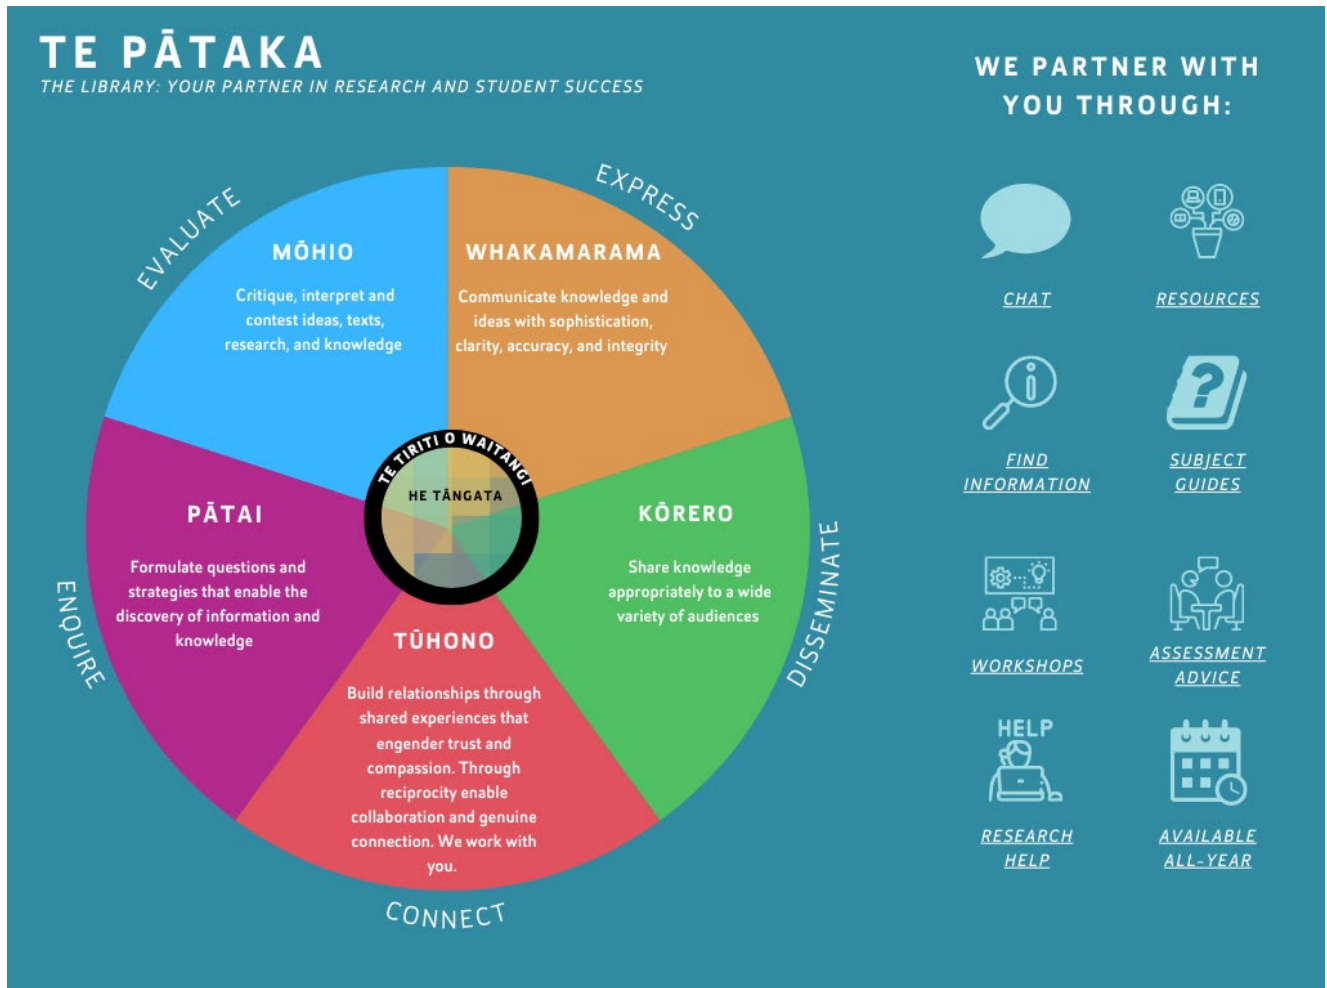 TE PĀTAKA
THE LIBRARY: YOUR PARTNER IN RESEARCH AND STUDENT SUCCESS
EVALUATE
MŌHIO
Critique, interpret and
contest ideas, texts,
research, and knowledge
EXPRESS
WHAKAMARAMA
Communicate knowledge and
ideas with sophistication,
clarity, accuracy, and integrity
TE TIRITI O WAITANGI
HE TĀNGATA
ENQUIRE
PĀTAI
Formulate questions and
strategies that enable the
discovery of information and
knowledge
DISSEMINATE
KŌRERO
Share knowledge
appropriately to a wide
variety of audiences
TŪHONO
Build relationships through
shared experiences that
engender trust and
compassion. Through
reciprocity enable
collaboration and genuine
connection. We work with
you.
CONNECT
WE PARTNER WITH
YOU THROUGH:
CHAT
RESOURCES
FIND
INFORMATION
SUBJECT
GUIDES
WORKSHOPS
ASSESSMENT
ADVICE
HELP
RESEARCH
HELP
AVAILABLE
ALL-YEAR